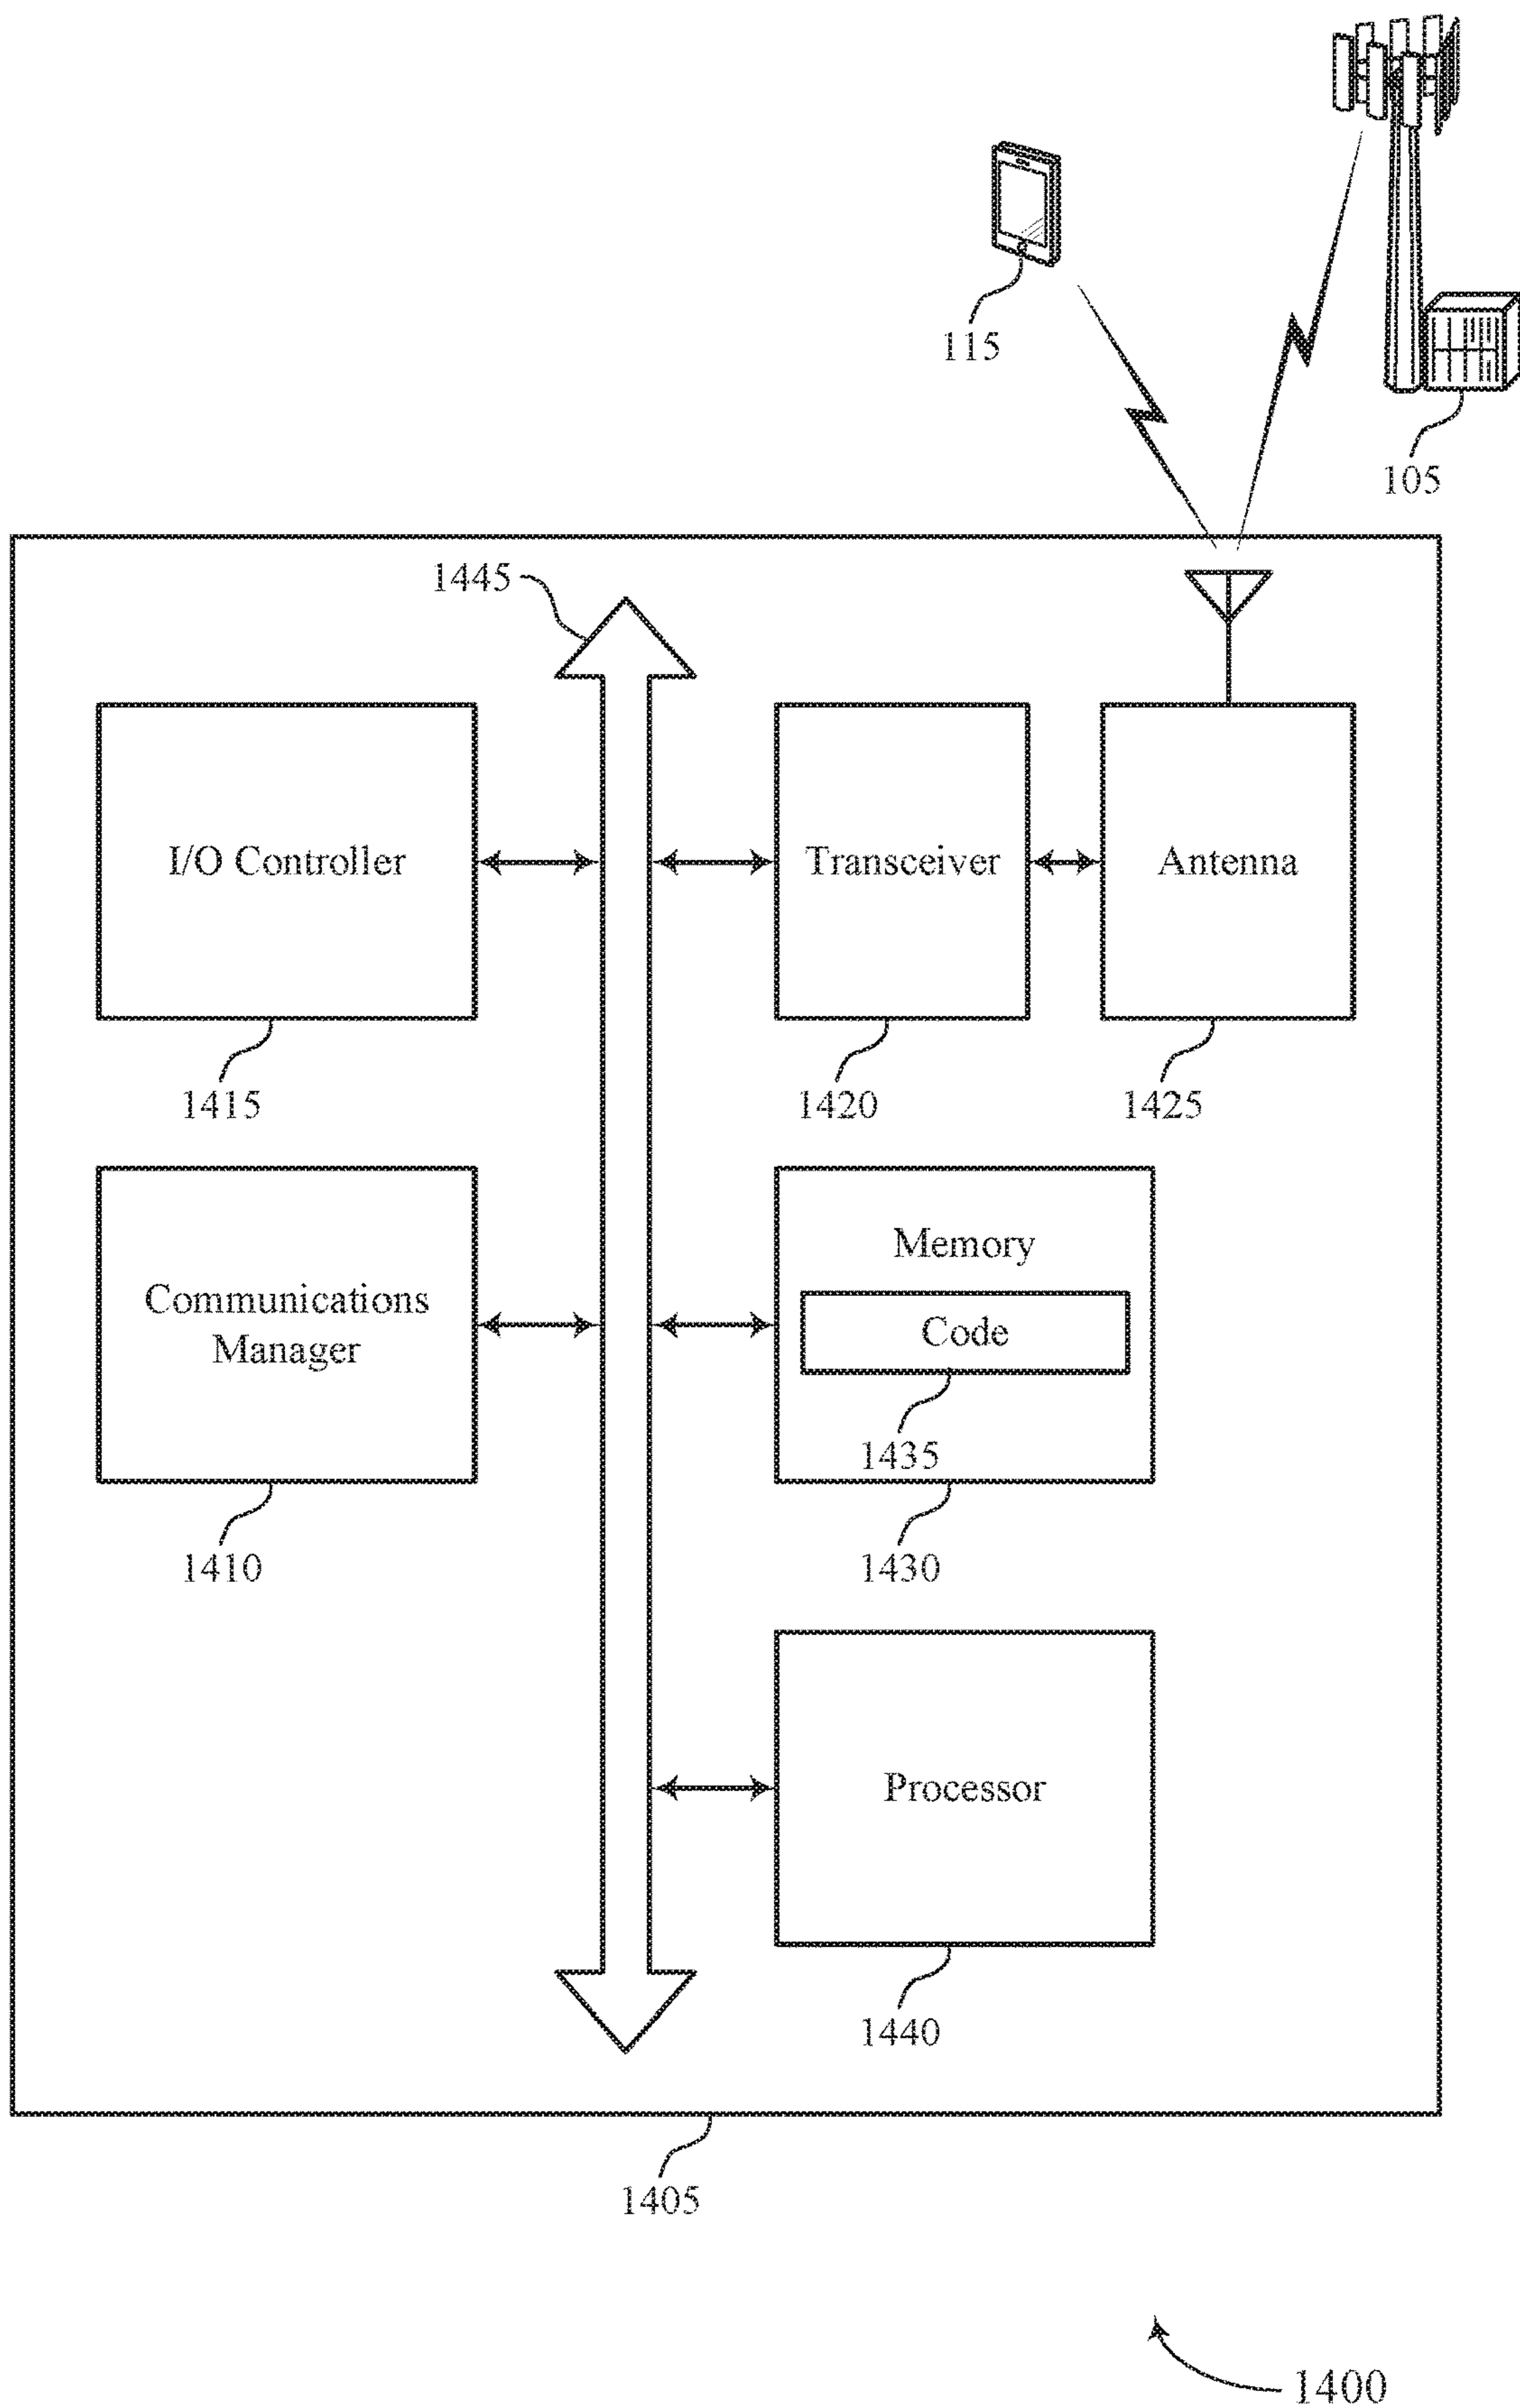 115
105
1445
I/O Controller
Transceiver
Antenna
1415
1420
1425
Communications
Manager
Memory
Code
1435
1410
1430
Processor
1440
1405
1400